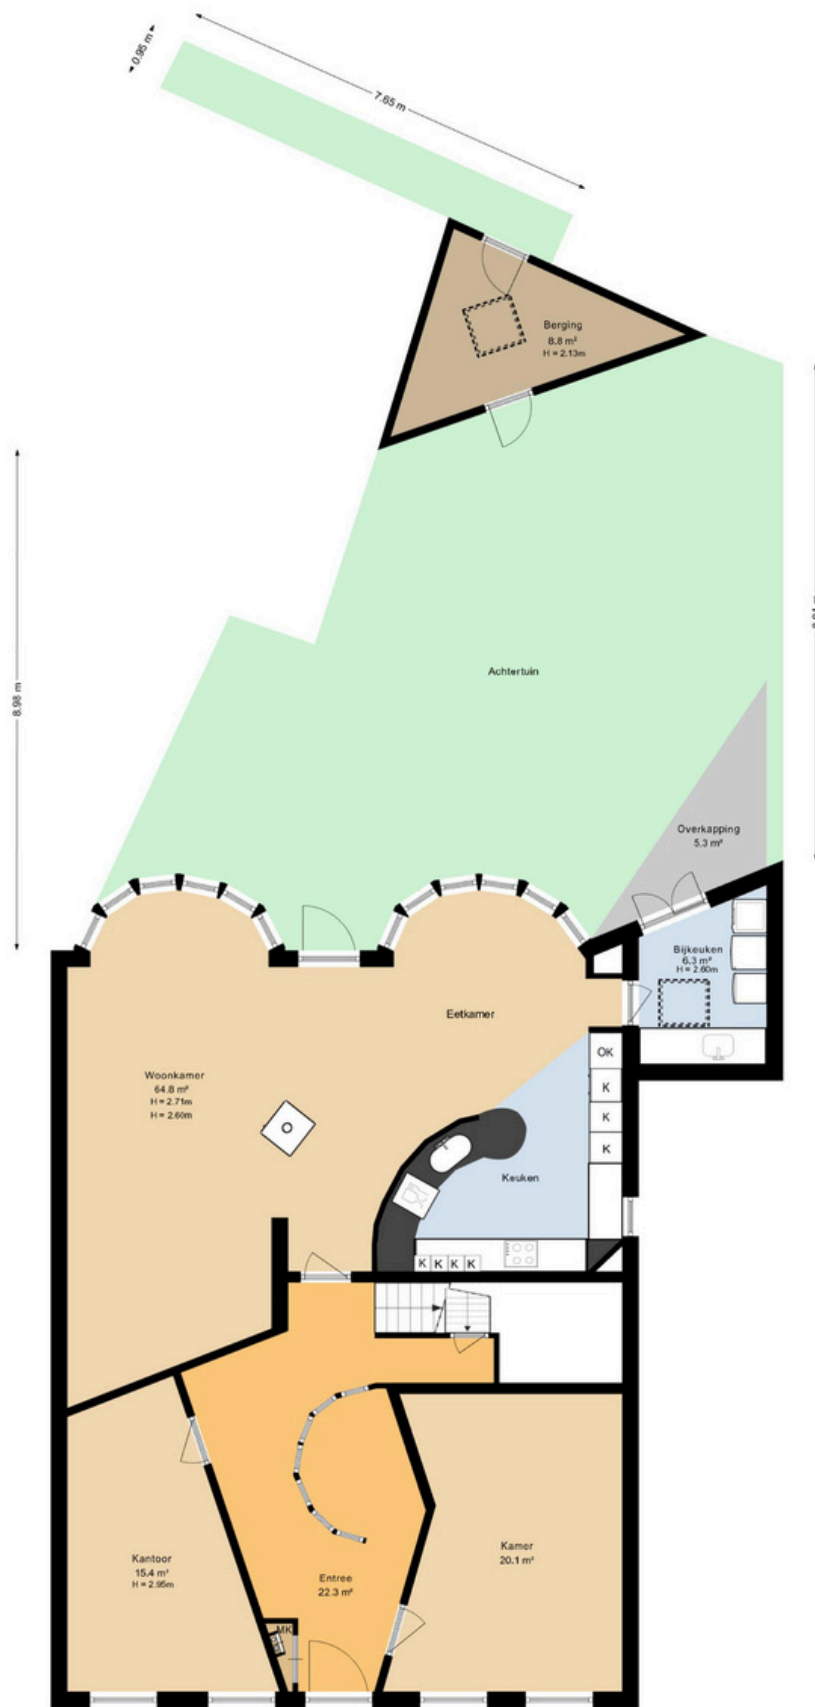 0.95 m
7.65 m
Berging
8.8 m²
H = 2.13m
8.98 m
Achtertuin
Overkapping
5.3 m²
Bijkeuken
6.3 m²
H = 2.60m
Eetkamer
Woonkamer
64.8 m²
H = 2.71m
H = 2.60m
OK
K
K
K
Keuken
K K K K
Kantoor
15.4 m²
H = 2.95m
Entree
22.3 m²
Kamer
20.1 m²
MK